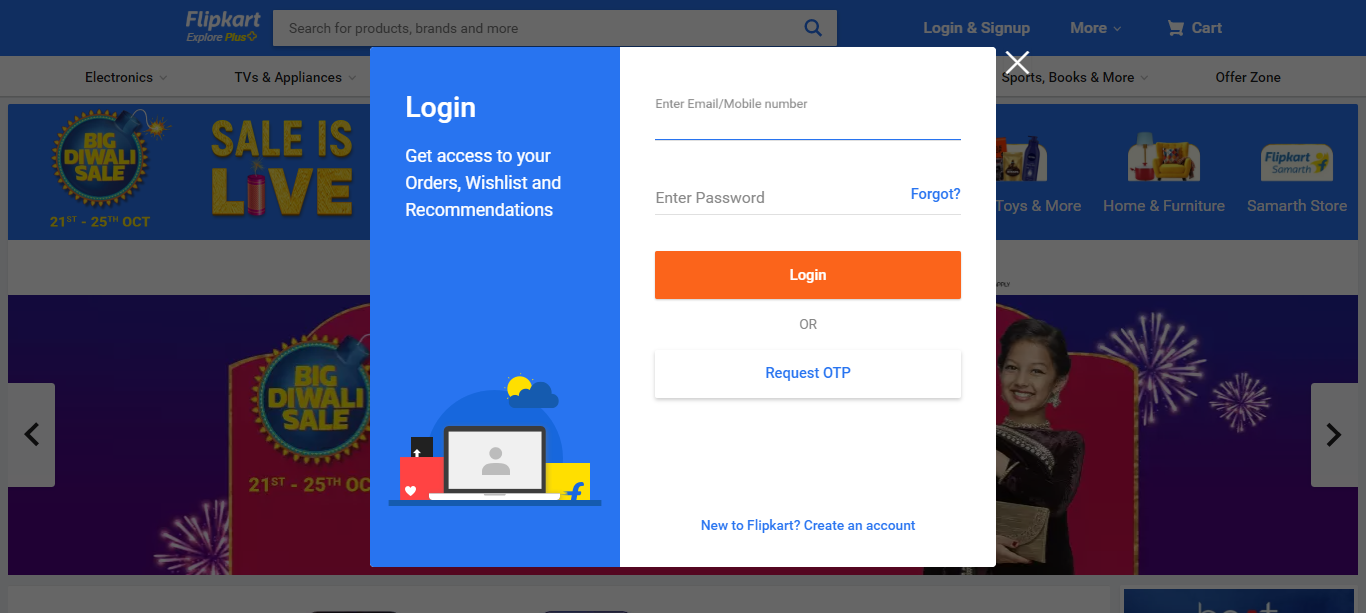 Flipkart
Explore Plus
Search for products, brands and more
Login & Signup
More
Cart
Electronics
TVs & Appliances
Sports, Books & More
Offer Zone
BIG
DIWALI
SALE
21ST - 25TH OCT
SALE IS
LIVE
Toys & More
Home & Furniture
Flipkart
Samarth
Samarth Store
Login
Get access to your
Orders, Wishlist and
Recommendations
Enter Email/Mobile number
Enter Password
Forgot?
Login
OR
Request OTP
New to Flipkart? Create an account
BIG
DIWALI
SALE
21ST - 25TH OC
APPLY